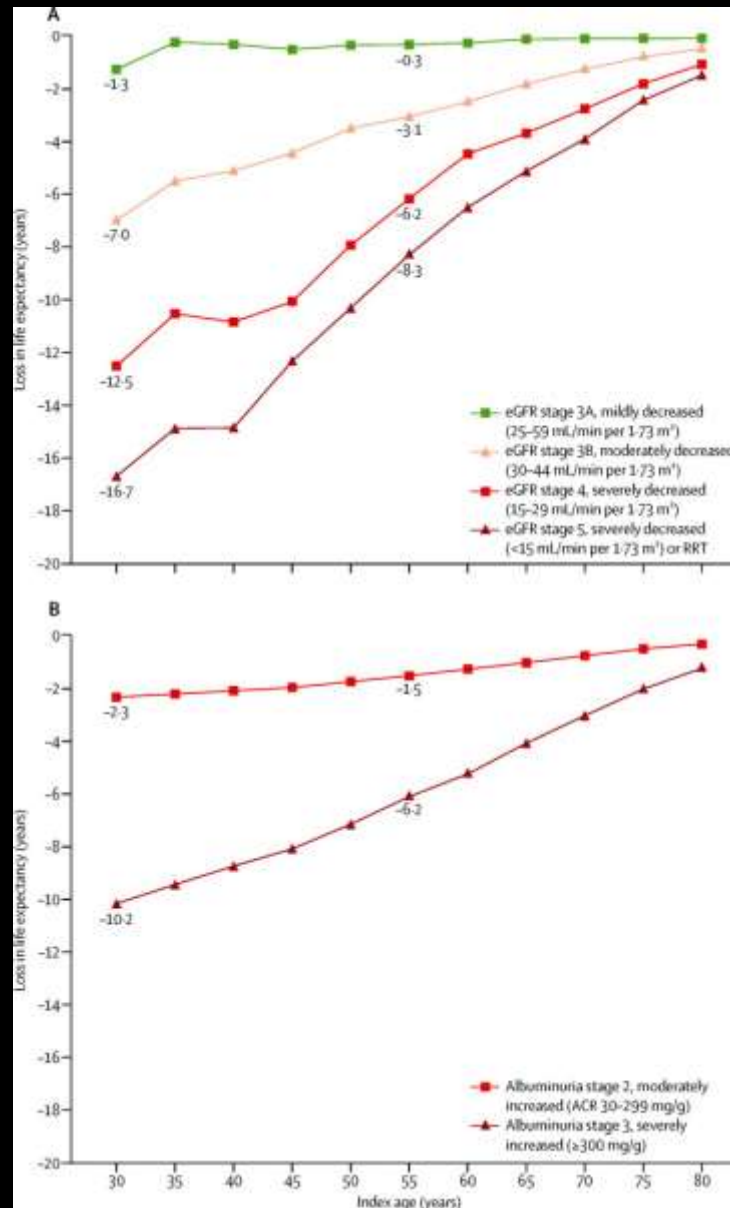 A
0
−2
−4
−6
−8
−10
−12
−14
−16
−18
−20
Loss in life expectancy (years)
−1·3
−0·3
−3·1
−7·0
−6·2
−8·3
−12·5
−16·7
eGFR stage 3A, mildly decreased
(25–59 mL/min per 1·73 m²)
eGFR stage 3B, moderately decreased
(30–44 mL/min per 1·73 m²)
eGFR stage 4, severely decreased
(15–29 mL/min per 1·73 m²)
eGFR stage 5, severely decreased
(<15 mL/min per 1·73 m²) or RRT
B
0
−2
−4
−6
−8
−10
−12
−14
−16
−18
−20
Loss in life expectancy (years)
−2·3
−1·5
−6·2
−10·2
Albuminuria stage 2, moderately
increased (ACR 30–299 mg/g)
Albuminuria stage 3, severely
increased (≥300 mg/g)
30 35 40 45 50 55 60 65 70 75 80
Index age (years)